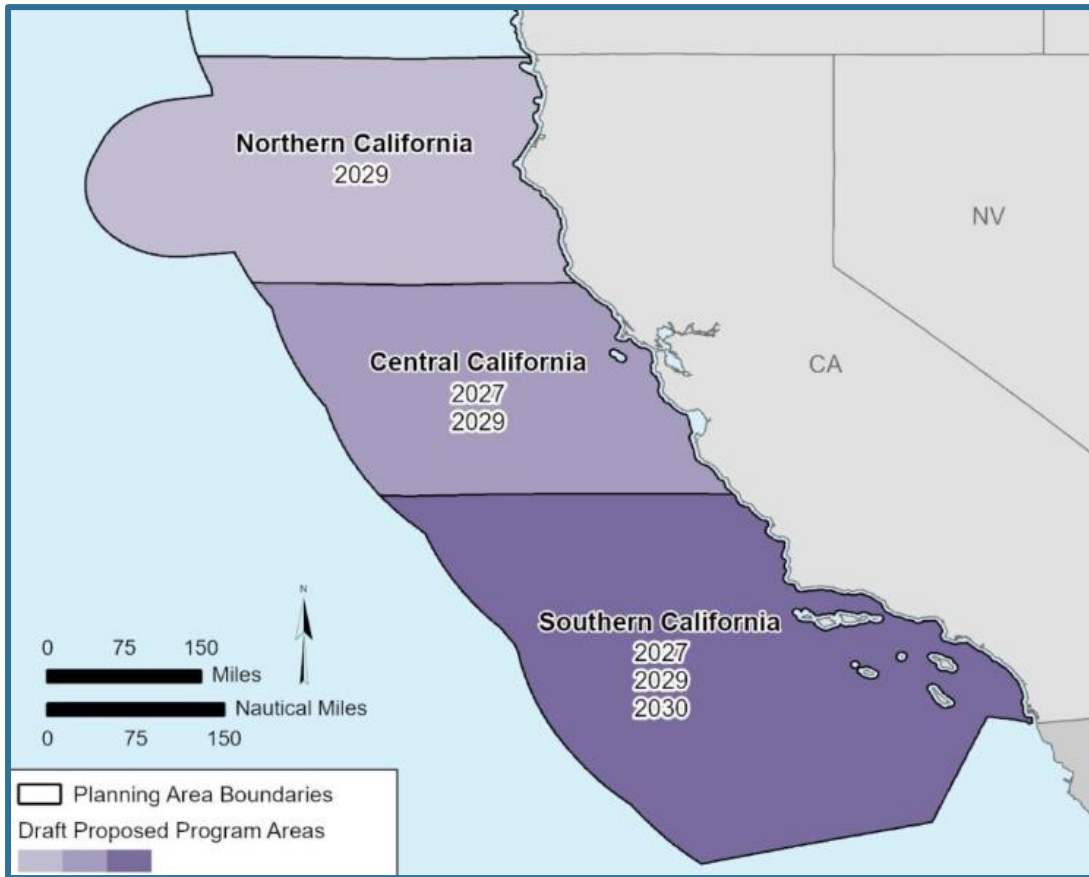 Northern California
2029
NV
Central California
2027
2029
CA
Southern California
2027
2029
2030
N
0 75 150
Miles
Nautical Miles
0 75 150
Planning Area Boundaries
Draft Proposed Program Areas